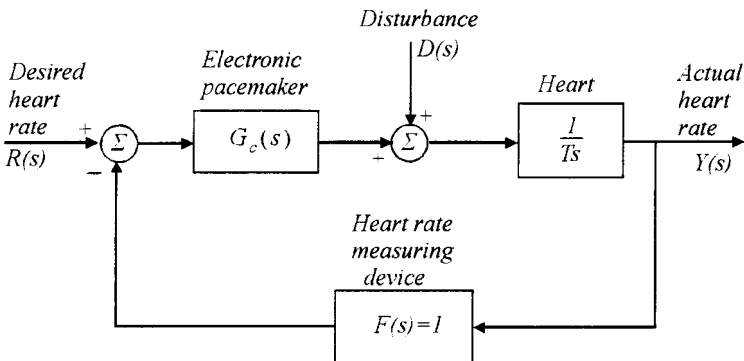 Disturbance
D(s)
Desired
heart
rate
R(s)
+
−
Σ
Electronic
pacemaker
G_c(s)
+
+
Σ
Heart
1
Ts
Actual
heart
rate
Y(s)
Heart rate
measuring
device
F(s)=1